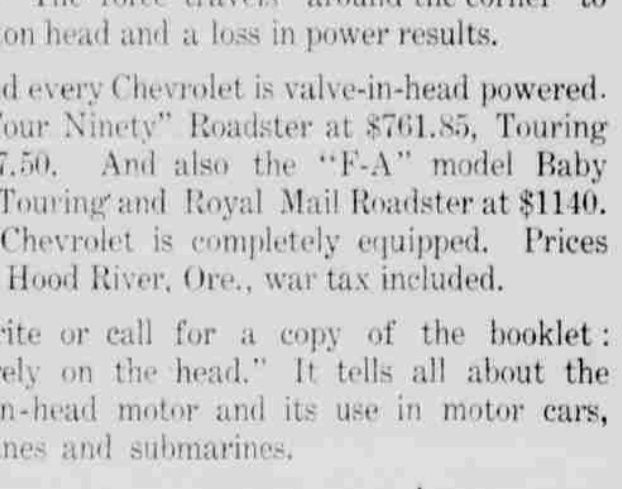 The force travels around the corner to
on head and a loss in power results.
d every Chevrolet is valve-in-head powered.
our Ninety" Roadster at $761.85, Touring
7.50. And also the "F-A" model Baby
Touring and Royal Mail Roadster at $1140.
Chevrolet is completely equipped. Prices
Hood River, Ore., war tax included.
rite or call for a copy of the booklet:
ely on the head." It tells all about the
n-head motor and its use in motor cars,
nes and submarines.